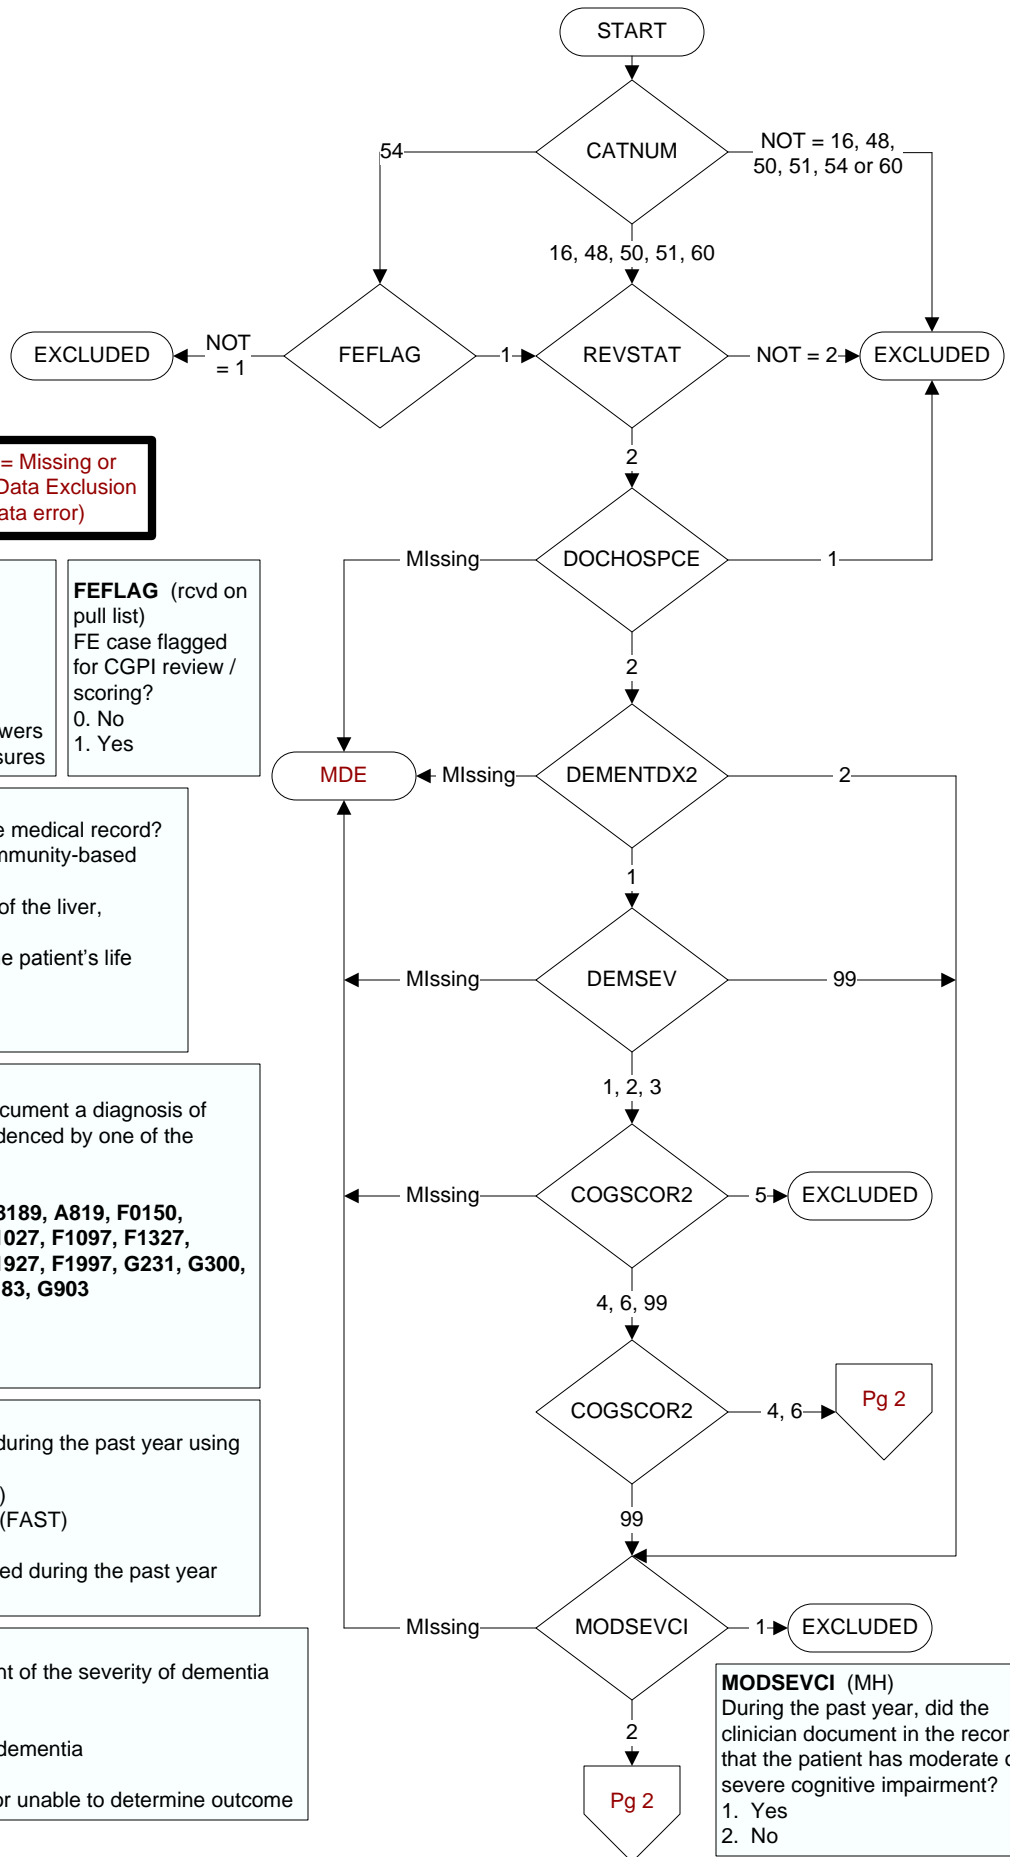 START
CATNUM
54
NOT = 16, 48,
50, 51, 54 or 60
16, 48, 50, 51, 60
EXCLUDED
NOT
= 1
FEFLAG
1
REVSTAT
NOT = 2
EXCLUDED
2
= Missing or
Data Exclusion
ata error)
MIssing
DOCHOSPCE
1
2
wers
sures
FEFLAG (rcvd on
pull list)
FE case flagged
for CGPI review /
scoring?
0. No
1. Yes
MDE
MIssing
DEMENTDX2
2
1
e medical record?
mmunity-based
of the liver,
e patient's life
MIssing
DEMSEV
99
1, 2, 3
cument a diagnosis of
denced by one of the
8189, A819, F0150,
1027, F1097, F1327,
1927, F1997, G231, G300,
83, G903
MIssing
COGSCOR2
5
EXCLUDED
4, 6, 99
COGSCOR2
4, 6
Pg 2
99
during the past year using
)
(FAST)
ed during the past year
MIssing
MODSEVCI
1
EXCLUDED
2
Pg 2
nt of the severity of dementia
dementia
or unable to determine outcome
MODSEVCI (MH)
During the past year, did the
clinician document in the recor
that the patient has moderate o
severe cognitive impairment?
1. Yes
2. No